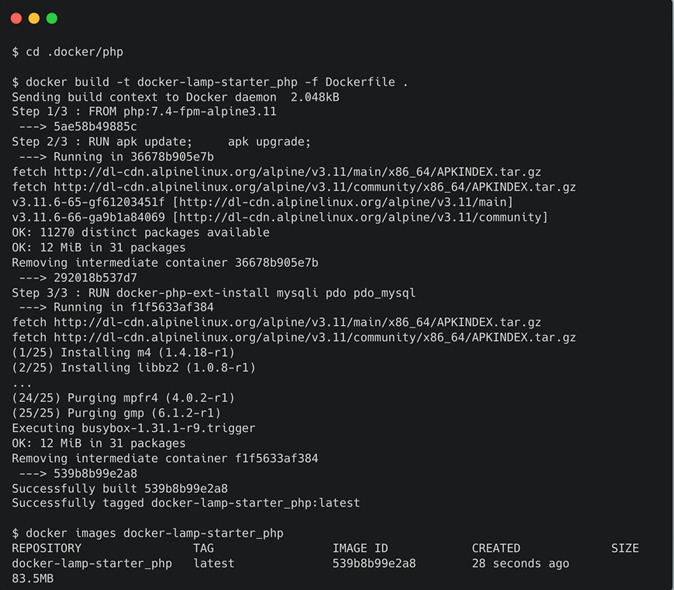 $ cd .docker/php
$ docker build -t docker-lamp-starter_php -f Dockerfile .
Sending build context to Docker daemon  2.048kB
Step 1/3 : FROM php:7.4-fpm-alpine3.11
 ---> 5ae58b49885c
Step 2/3 : RUN apk update;     apk upgrade;
 ---> Running in 36678b905e7b
fetch http://dl-cdn.alpinelinux.org/alpine/v3.11/main/x86_64/APKINDEX.tar.gz
fetch http://dl-cdn.alpinelinux.org/alpine/v3.11/community/x86_64/APKINDEX.tar.gz
v3.11.6-65-gf61203451f [http://dl-cdn.alpinelinux.org/alpine/v3.11/main]
v3.11.6-66-ga9b1a84069 [http://dl-cdn.alpinelinux.org/alpine/v3.11/community]
OK: 11270 distinct packages available
OK: 12 MiB in 31 packages
Removing intermediate container 36678b905e7b
 ---> 292018b537d7
Step 3/3 : RUN docker-php-ext-install mysqli pdo pdo_mysql
 ---> Running in f1f5633af384
fetch http://dl-cdn.alpinelinux.org/alpine/v3.11/main/x86_64/APKINDEX.tar.gz
fetch http://dl-cdn.alpinelinux.org/alpine/v3.11/community/x86_64/APKINDEX.tar.gz
(1/25) Installing m4 (1.4.18-r1)
(2/25) Installing libbz2 (1.0.8-r1)
...
(24/25) Purging mpfr4 (4.0.2-r1)
(25/25) Purging gmp (6.1.2-r1)
Executing busybox-1.31.1-r9.trigger
OK: 12 MiB in 31 packages
Removing intermediate container f1f5633af384
 ---> 539b8b99e2a8
Successfully built 539b8b99e2a8
Successfully tagged docker-lamp-starter_php:latest
$ docker images docker-lamp-starter_php
REPOSITORY                TAG                 IMAGE ID            CREATED             SIZE
docker-lamp-starter_php   latest              539b8b99e2a8        28 seconds ago
83.5MB